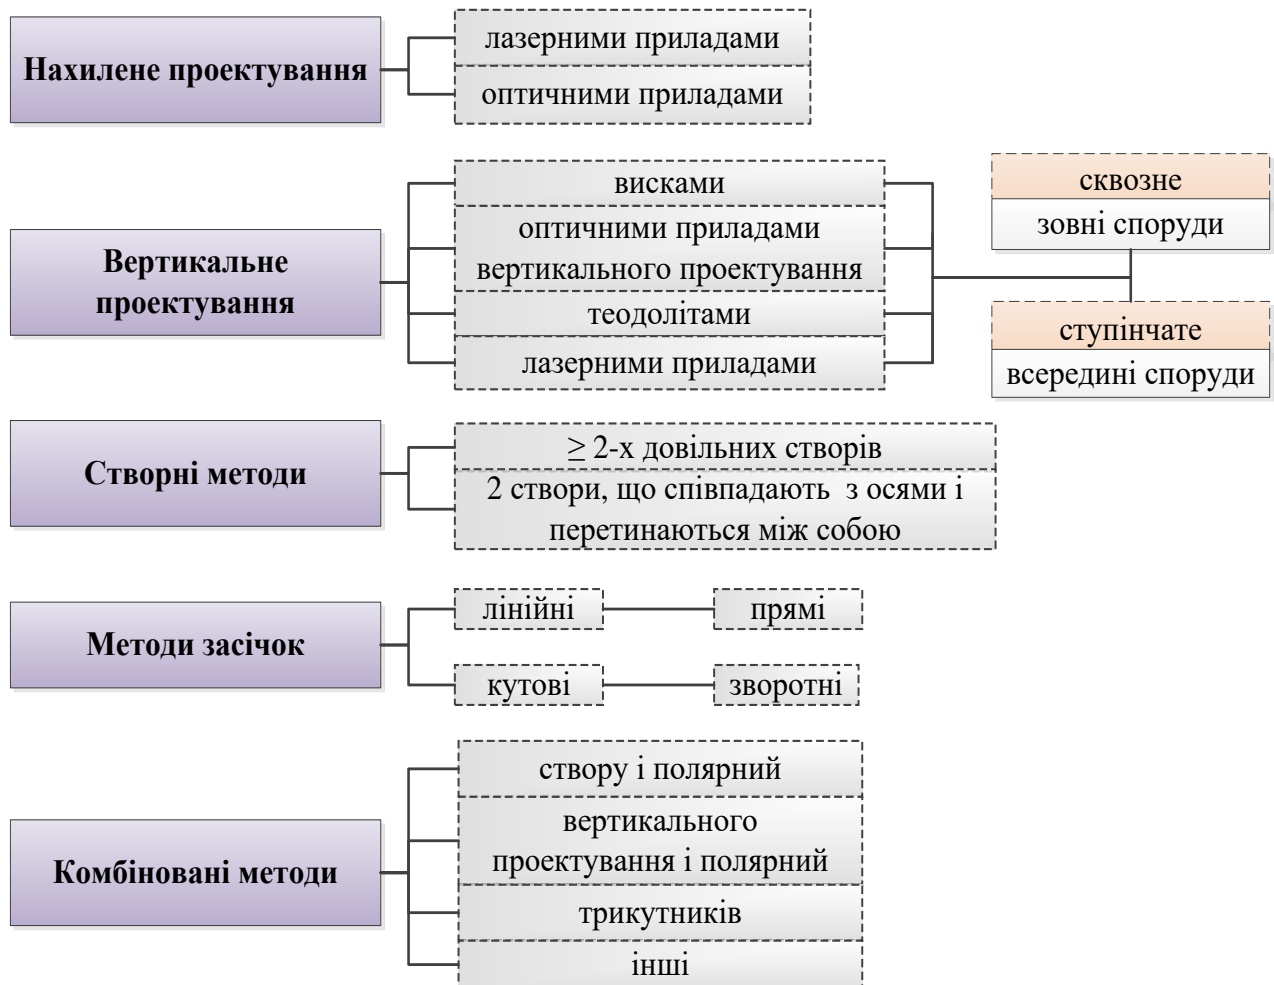 Нахилене проектування
лазерними приладами
оптичними приладами
Вертикальне
проектування
висками
оптичними приладами
вертикального проектування
теодолітами
лазерними приладами
сквозне
зовні споруди
ступінчате
всередині споруди
Створні методи
≥ 2-х довільних створів
2 створи, що співпадають з осями і
перетинаються між собою
Методи засічок
лінійні
прямі
кутові
зворотні
Комбіновані методи
створу і полярний
вертикального
проектування і полярний
трикутників
інші